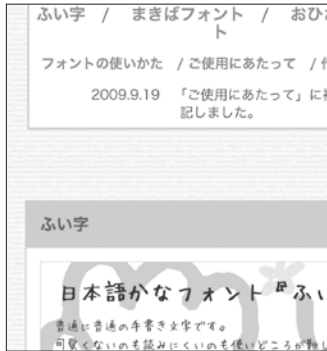 ふい字 / まきばフォント / おひ
ト
フォントの使いかた / ご使用にあたって /
2009.9.19 「ご使用にあたって」に
記しました。
ふい字
日本語かなフォント『ふい
普通に普通の手書き文字です。
可愛くないのも読みにくいのも使いどころが難し